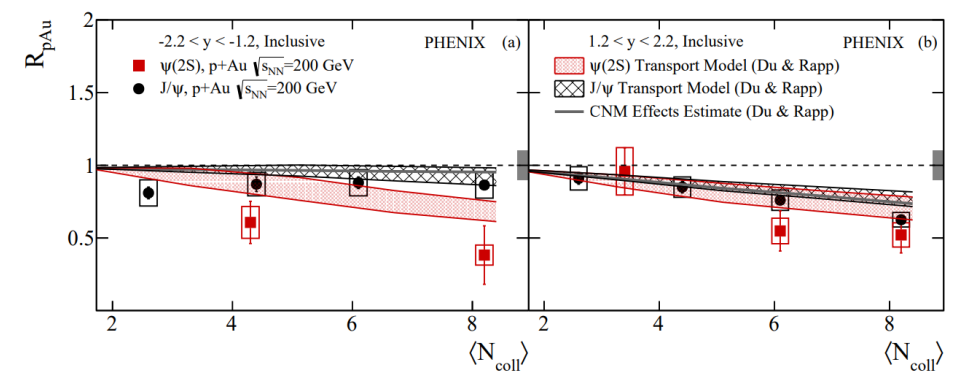 R_pAu
2
1.5
1
0.5
-2.2 < y < -1.2, Inclusive
PHENIX (a)
ψ(2S), p+Au √s_NN=200 GeV
J/ψ, p+Au √s_NN=200 GeV
2 4 6 8
⟨N_coll⟩
1.2 < y < 2.2, Inclusive
PHENIX (b)
ψ(2S) Transport Model (Du & Rapp)
J/ψ Transport Model (Du & Rapp)
CNM Effects Estimate (Du & Rapp)
2 4 6 8
⟨N_coll⟩